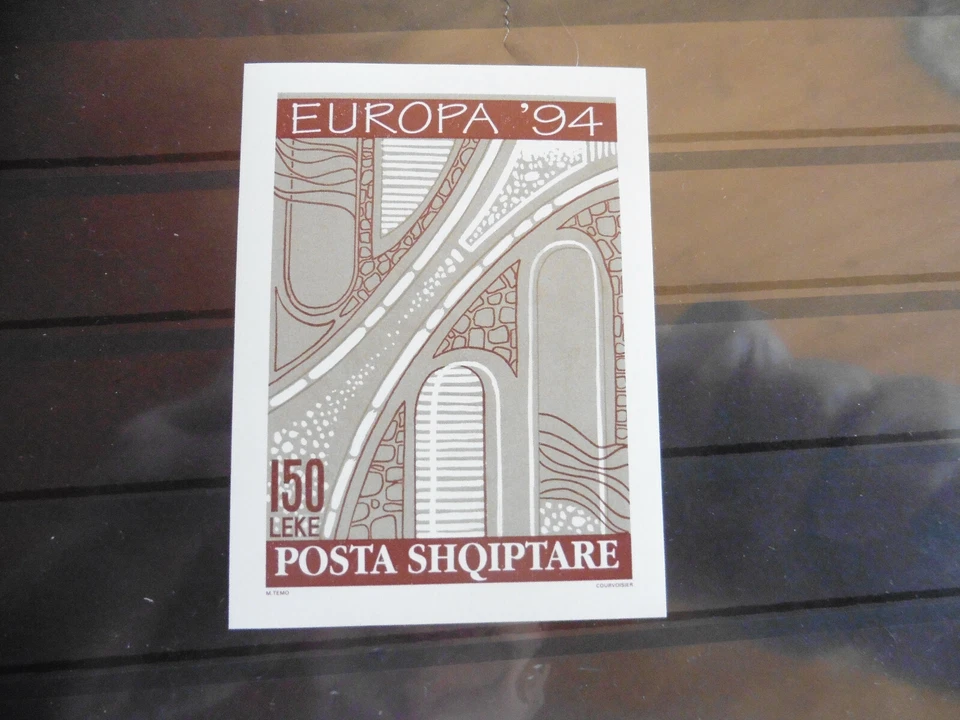 EUROPA '94
150
LEKE
POSTA SHQIPTARE
M. TEMO
COURVOISIER